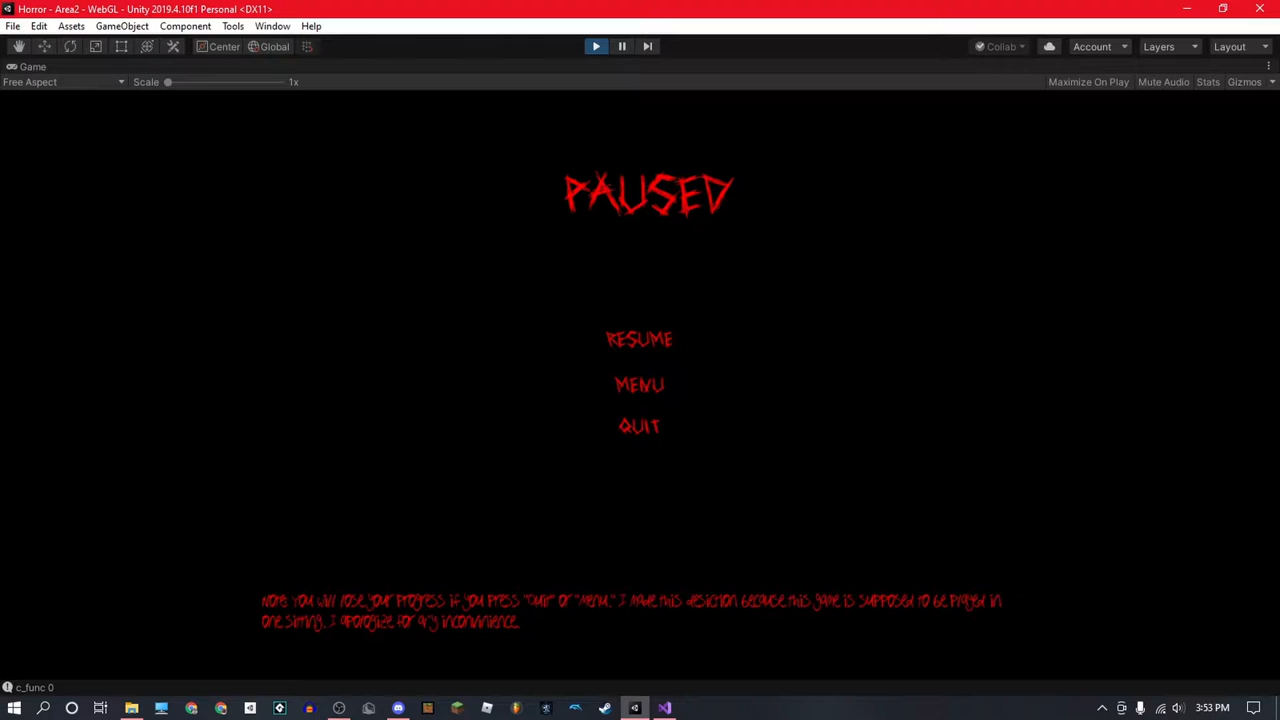 Horror - Area2 - WebGL - Unity 2019.4.10f1 Personal <DX11>
File Edit Assets GameObject Component Tools Window Help
Center Global Collab Account Layers Layout
Game
Free Aspect Scale 1x Maximize On Play Mute Audio Stats Gizmos
PAUSED
RESUME
MENU
QUIT
Note: You will lose your progress if you press "Quit" or "Menu." I made this desiction because this game is supposed to be played in
one sitting. I apologize for any inconvinience.
c_func 0
3:53 PM